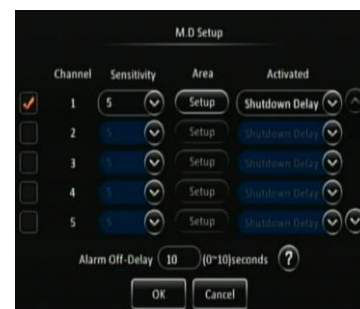 M.D Setup
Channel Sensitivity Area Activated
1 5 Setup Shutdown Delay
2 5 Setup Shutdown Delay
3 5 Setup Shutdown Delay
4 5 Setup Shutdown Delay
5 5 Setup Shutdown Delay
Alarm Off-Delay 10 (0~10)seconds ?
OK Cancel